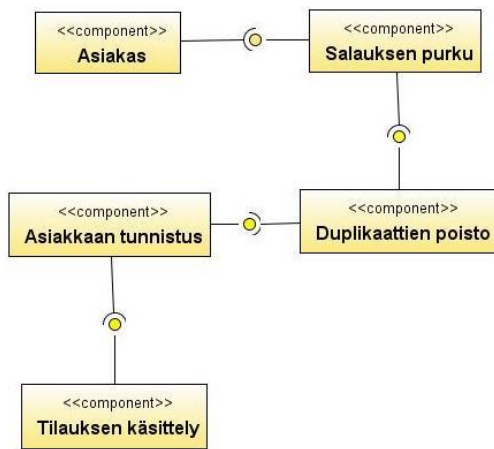 <<component>>
Asiakas
<<component>>
Salauksen purku
<<component>>
Asiakkaan tunnistus
<<component>>
Duplikaattien poisto
<<component>>
Tilauksen käsittely